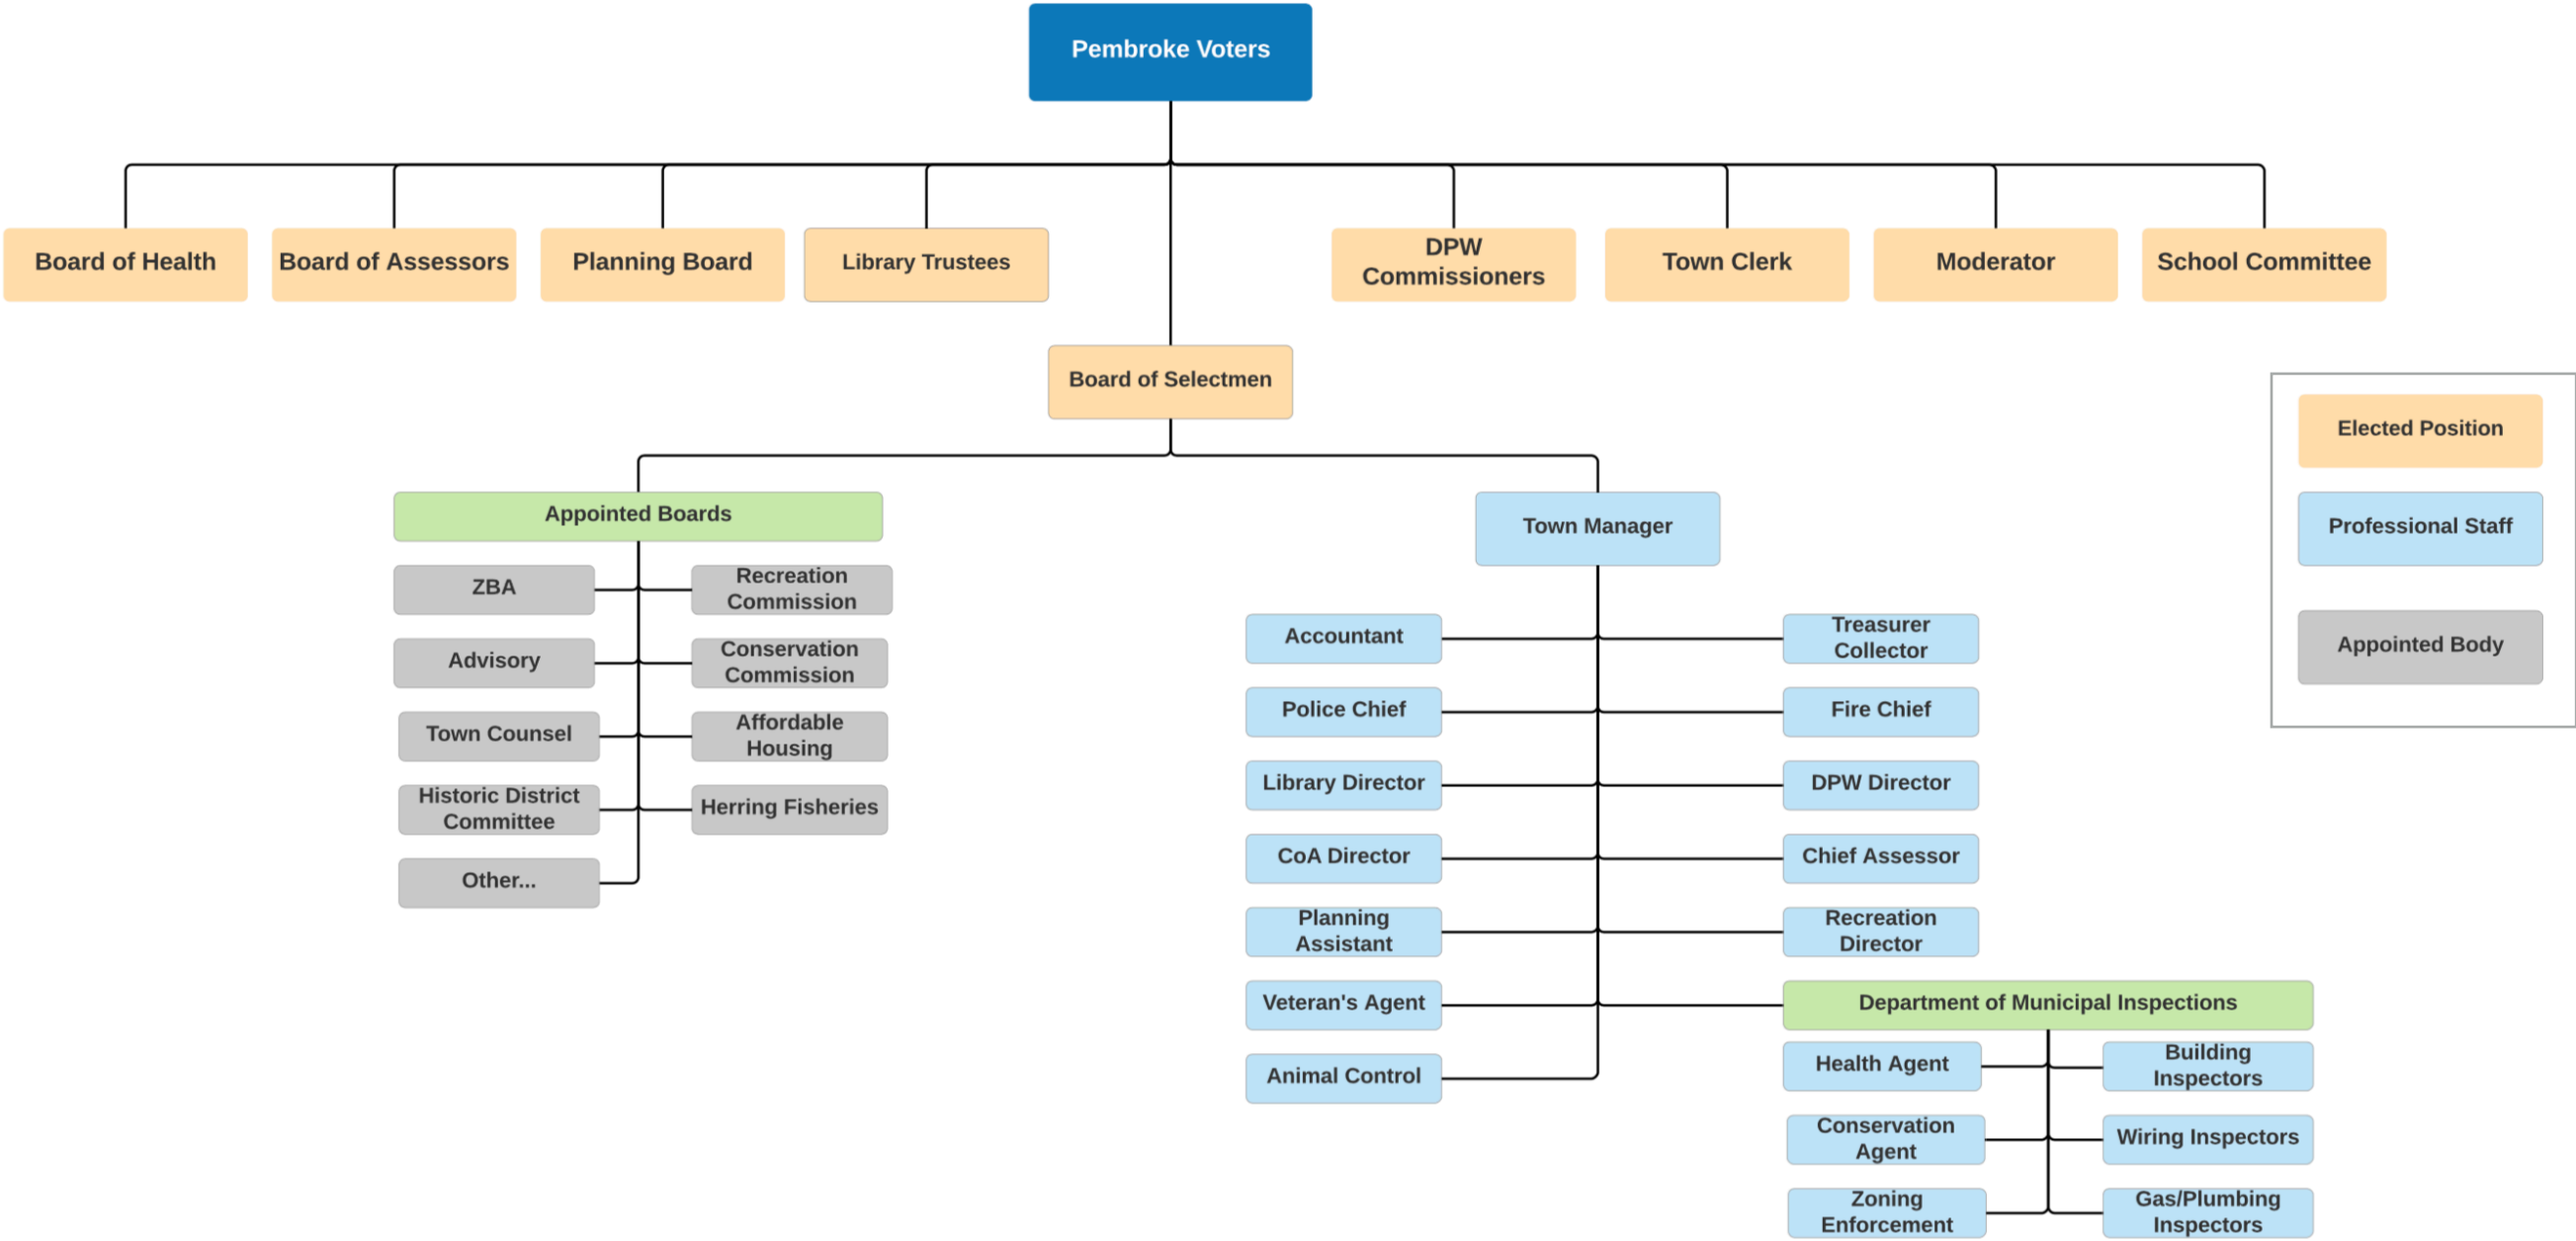 Pembroke Voters
Board of Health
Board of Assessors
Planning Board
Library Trustees
DPW
Commissioners
Town Clerk
Moderator
School Committee
Board of Selectmen
Elected Position
Professional Staff
Appointed Body
Appointed Boards
ZBA
Recreation
Commission
Advisory
Conservation
Commission
Town Counsel
Affordable
Housing
Historic District
Committee
Herring Fisheries
Other...
Town Manager
Accountant
Treasurer
Collector
Police Chief
Fire Chief
Library Director
DPW Director
CoA Director
Chief Assessor
Planning
Assistant
Recreation
Director
Veteran's Agent
Department of Municipal Inspections
Animal Control
Health Agent
Building
Inspectors
Conservation
Agent
Wiring Inspectors
Zoning
Enforcement
Gas/Plumbing
Inspectors